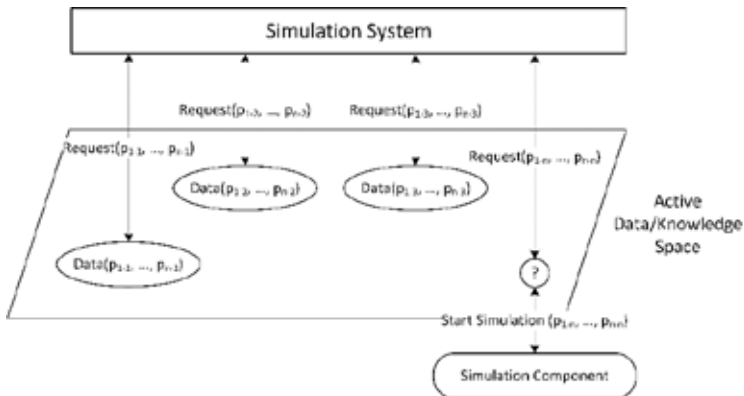 Simulation System
Request(p₁₋₂, ..., pₙ₋₂)
Request(p₁₋₃, ..., pₙ₋₃)
Request(p₁₋₁, ..., pₙ₋₁)
Request(p₁₋ₙ, ..., pₙ₋ₙ)
Data(p₁₋₂, ..., pₙ₋₂)
Data(p₁₋₃, ..., pₙ₋₃)
Active
Data/Knowledge
Space
Data(p₁₋₁, ..., pₙ₋₁)
?
Start Simulation (p₁₋ₙ, ..., pₙ₋ₙ)
Simulation Component